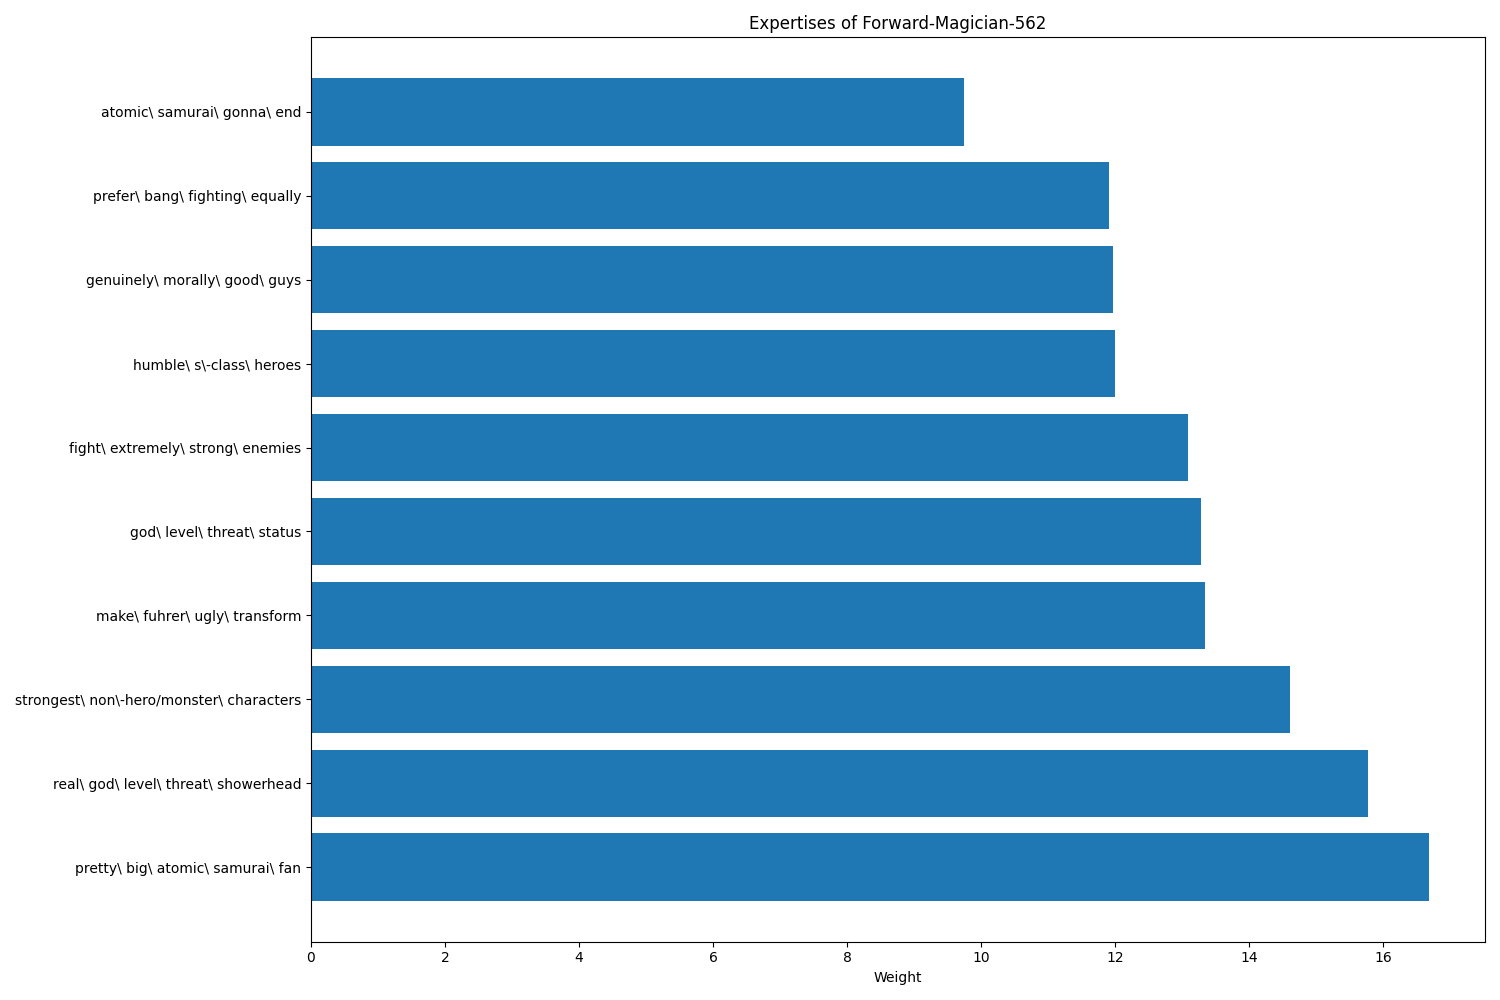 Expertises of Forward-Magician-562
atomic\ samurai\ gonna\ end
prefer\ bang\ fighting\ equally
genuinely\ morally\ good\ guys
humble\ s\-class\ heroes
fight\ extremely\ strong\ enemies
god\ level\ threat\ status
make\ fuhrer\ ugly\ transform
strongest\ non\-hero/monster\ characters
real\ god\ level\ threat\ showerhead
pretty\ big\ atomic\ samurai\ fan
0 2 4 6 8 10 12 14 16
Weight